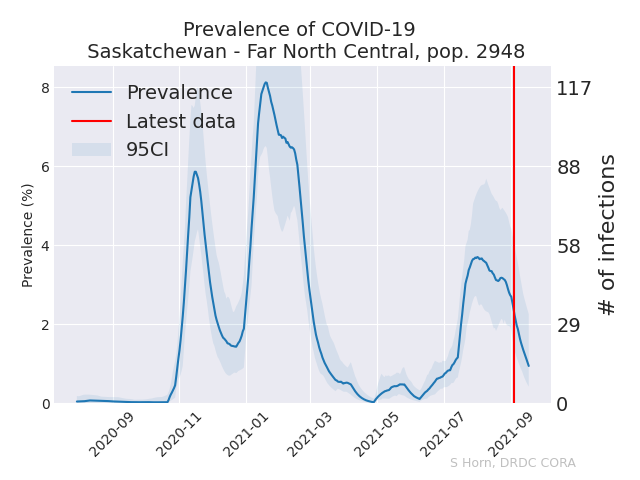 Prevalence of COVID-19
Saskatchewan - Far North Central, pop. 2948
Prevalence
Latest data
95CI
Prevalence (%)
8
6
4
2
0
117
88
58
29
0
# of infections
2020-09
2020-11
2021-01
2021-03
2021-05
2021-07
2021-09
S Horn, DRDC CORA